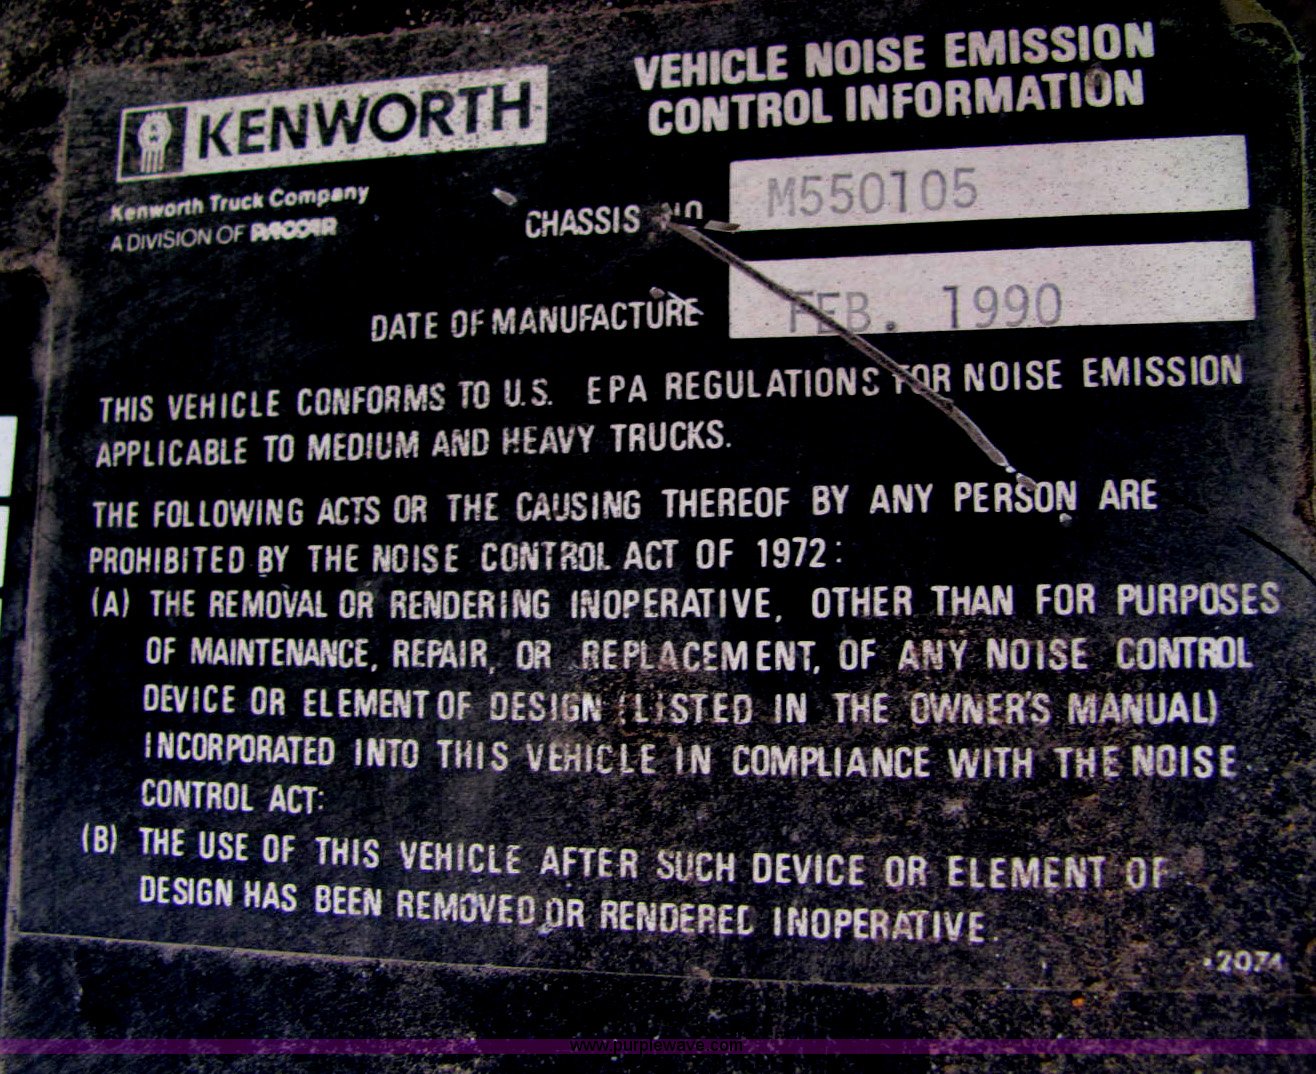 KENWORTH
Kenworth Truck Company
A DIVISION OF PACCAR
VEHICLE NOISE EMISSION
CONTROL INFORMATION
CHASSIS NO M550105
DATE OF MANUFACTURE FEB. 1990
THIS VEHICLE CONFORMS TO U.S. EPA REGULATIONS FOR NOISE EMISSION
APPLICABLE TO MEDIUM AND HEAVY TRUCKS.
THE FOLLOWING ACTS OR THE CAUSING THEREOF BY ANY PERSON ARE
PROHIBITED BY THE NOISE CONTROL ACT OF 1972:
(A) THE REMOVAL OR RENDERING INOPERATIVE, OTHER THAN FOR PURPOSES
OF MAINTENANCE, REPAIR, OR REPLACEMENT, OF ANY NOISE CONTROL
DEVICE OR ELEMENT OF DESIGN (LISTED IN THE OWNER'S MANUAL)
INCORPORATED INTO THIS VEHICLE IN COMPLIANCE WITH THE NOISE
CONTROL ACT:
(B) THE USE OF THIS VEHICLE AFTER SUCH DEVICE OR ELEMENT OF
DESIGN HAS BEEN REMOVED OR RENDERED INOPERATIVE.
2074
www.purplewave.com